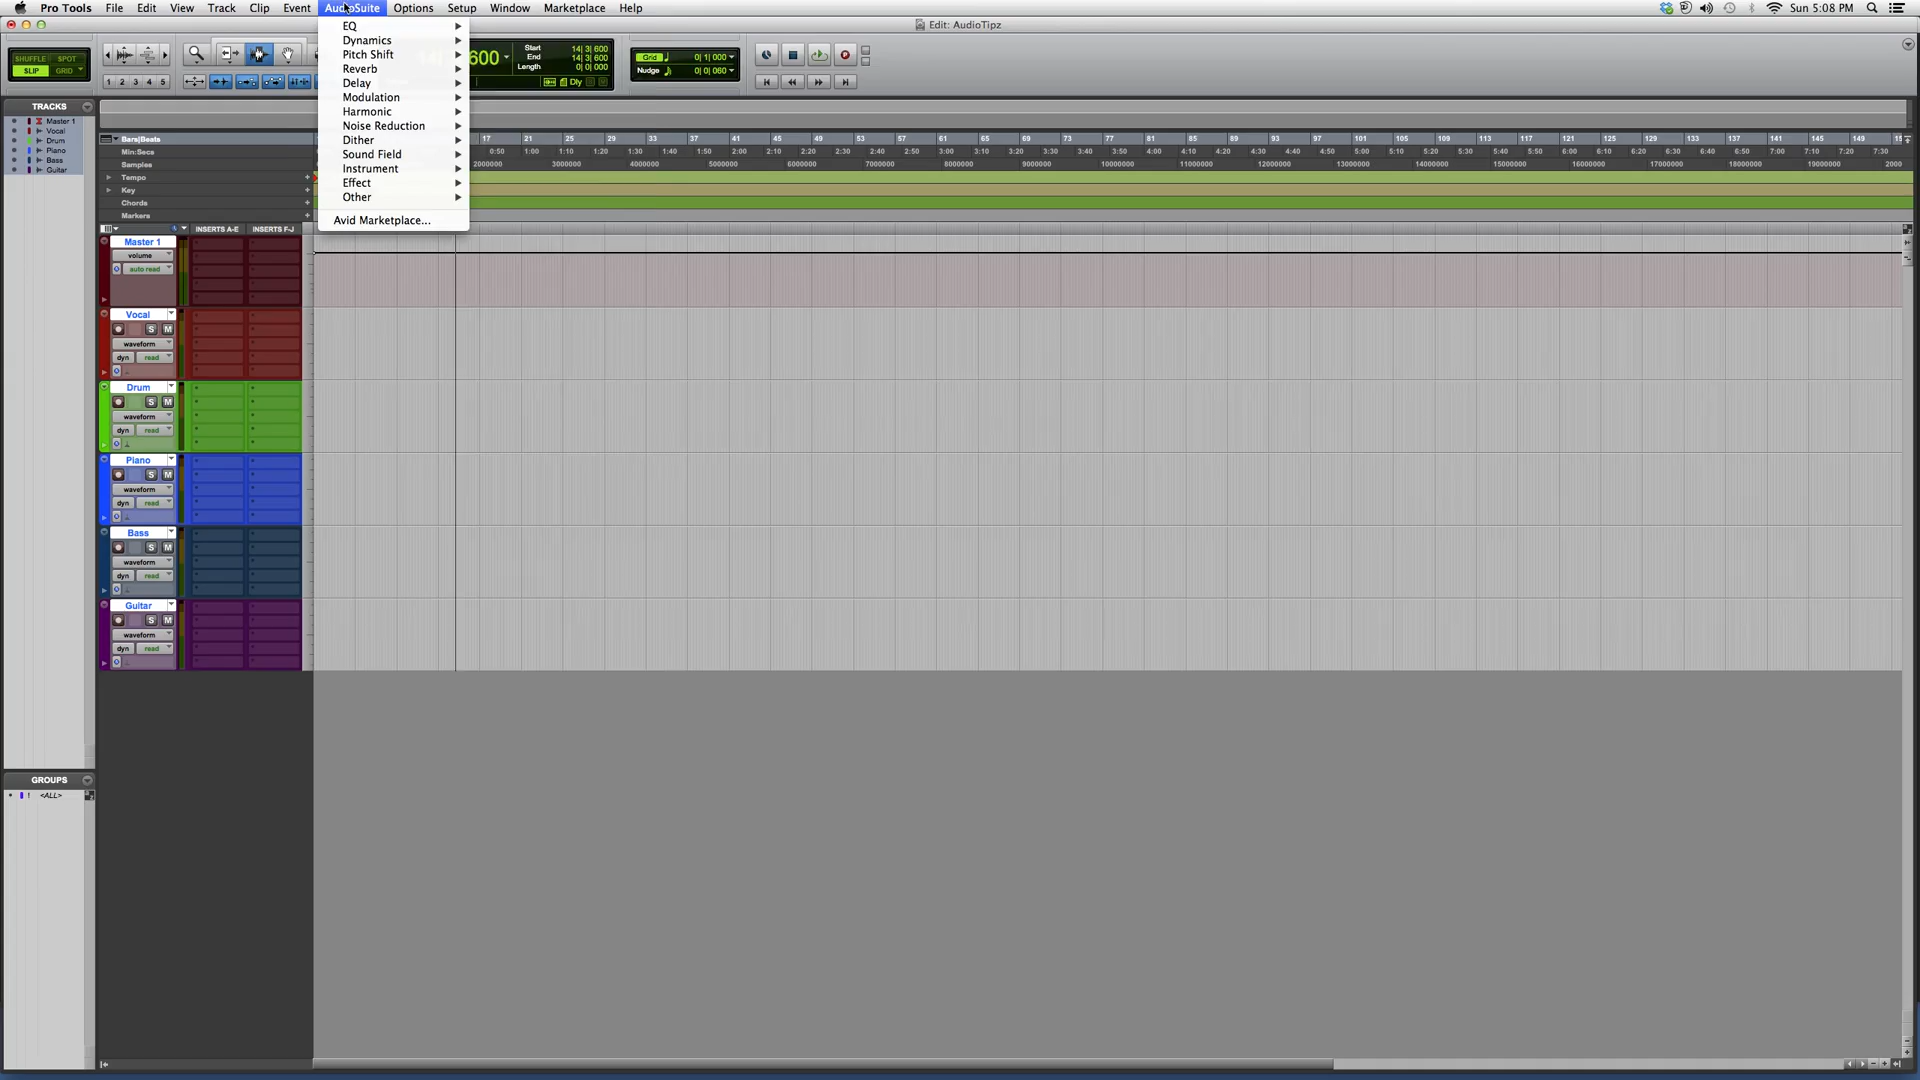 Pro Tools File Edit View Track Clip Event AudioSuite Options Setup Window Marketplace Help Sun 5:08 PM
Edit: AudioTipz
EQ
Dynamics
Pitch Shift
Reverb
Delay
Modulation
Harmonic
Noise Reduction
Dither
Sound Field
Instrument
Effect
Other
Avid Marketplace...
SHUFFLE SPOT
SLIP GRID
1 2 3 4 5
600
Start 14| 3| 600
End 14| 3| 600
Length 0| 0| 000
Dly
Grid 0| 1| 000
Nudge 0| 0| 060
TRACKS
Master 1
Vocal
Drum
Piano
Bass
Guitar
GROUPS
! <ALL>
Bars|Beats 17 21 25 29 33 37 41 45 49 53 57 61 65 69 73 77 81 85 89 93 97 101 105 109 113 117 121 125 129 133 137 141 145 149 15
Min:Secs 0:50 1:00 1:10 1:20 1:30 1:40 1:50 2:00 2:10 2:20 2:30 2:40 2:50 3:00 3:10 3:20 3:30 3:40 3:50 4:00 4:10 4:20 4:30 4:40 4:50 5:00 5:10 5:20 5:30 5:40 5:50 6:00 6:10 6:20 6:30 6:40 6:50 7:00 7:10 7:20 7:30
Samples 2000000 3000000 4000000 5000000 6000000 7000000 8000000 9000000 10000000 11000000 12000000 13000000 14000000 15000000 16000000 17000000 18000000 19000000 2000
Tempo
Key
Chords
Markers
INSERTS A-E INSERTS F-J
Master 1
volume
auto read
Vocal
S M
waveform
dyn read
Drum
S M
waveform
dyn read
Piano
S M
waveform
dyn read
Bass
S M
waveform
dyn read
Guitar
S M
waveform
dyn read